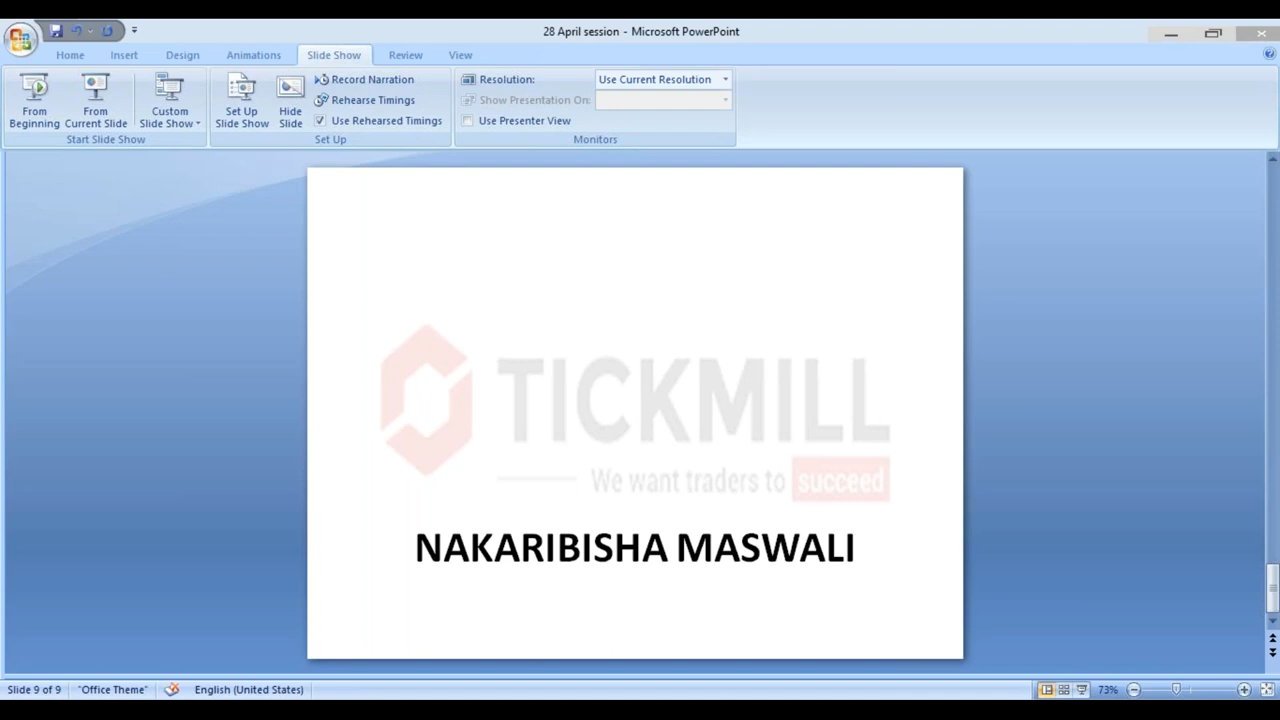 28 April session - Microsoft PowerPoint
Home Insert Design Animations Slide Show Review View
From Beginning
From Current Slide
Custom Slide Show
Start Slide Show
Set Up Slide Show
Hide Slide
Record Narration
Rehearse Timings
Use Rehearsed Timings
Set Up
Resolution: Use Current Resolution
Show Presentation On:
Use Presenter View
Monitors
TICKMILL
We want traders to succeed
NAKARIBISHA MASWALI
Slide 9 of 9 "Office Theme" English (United States) 73%